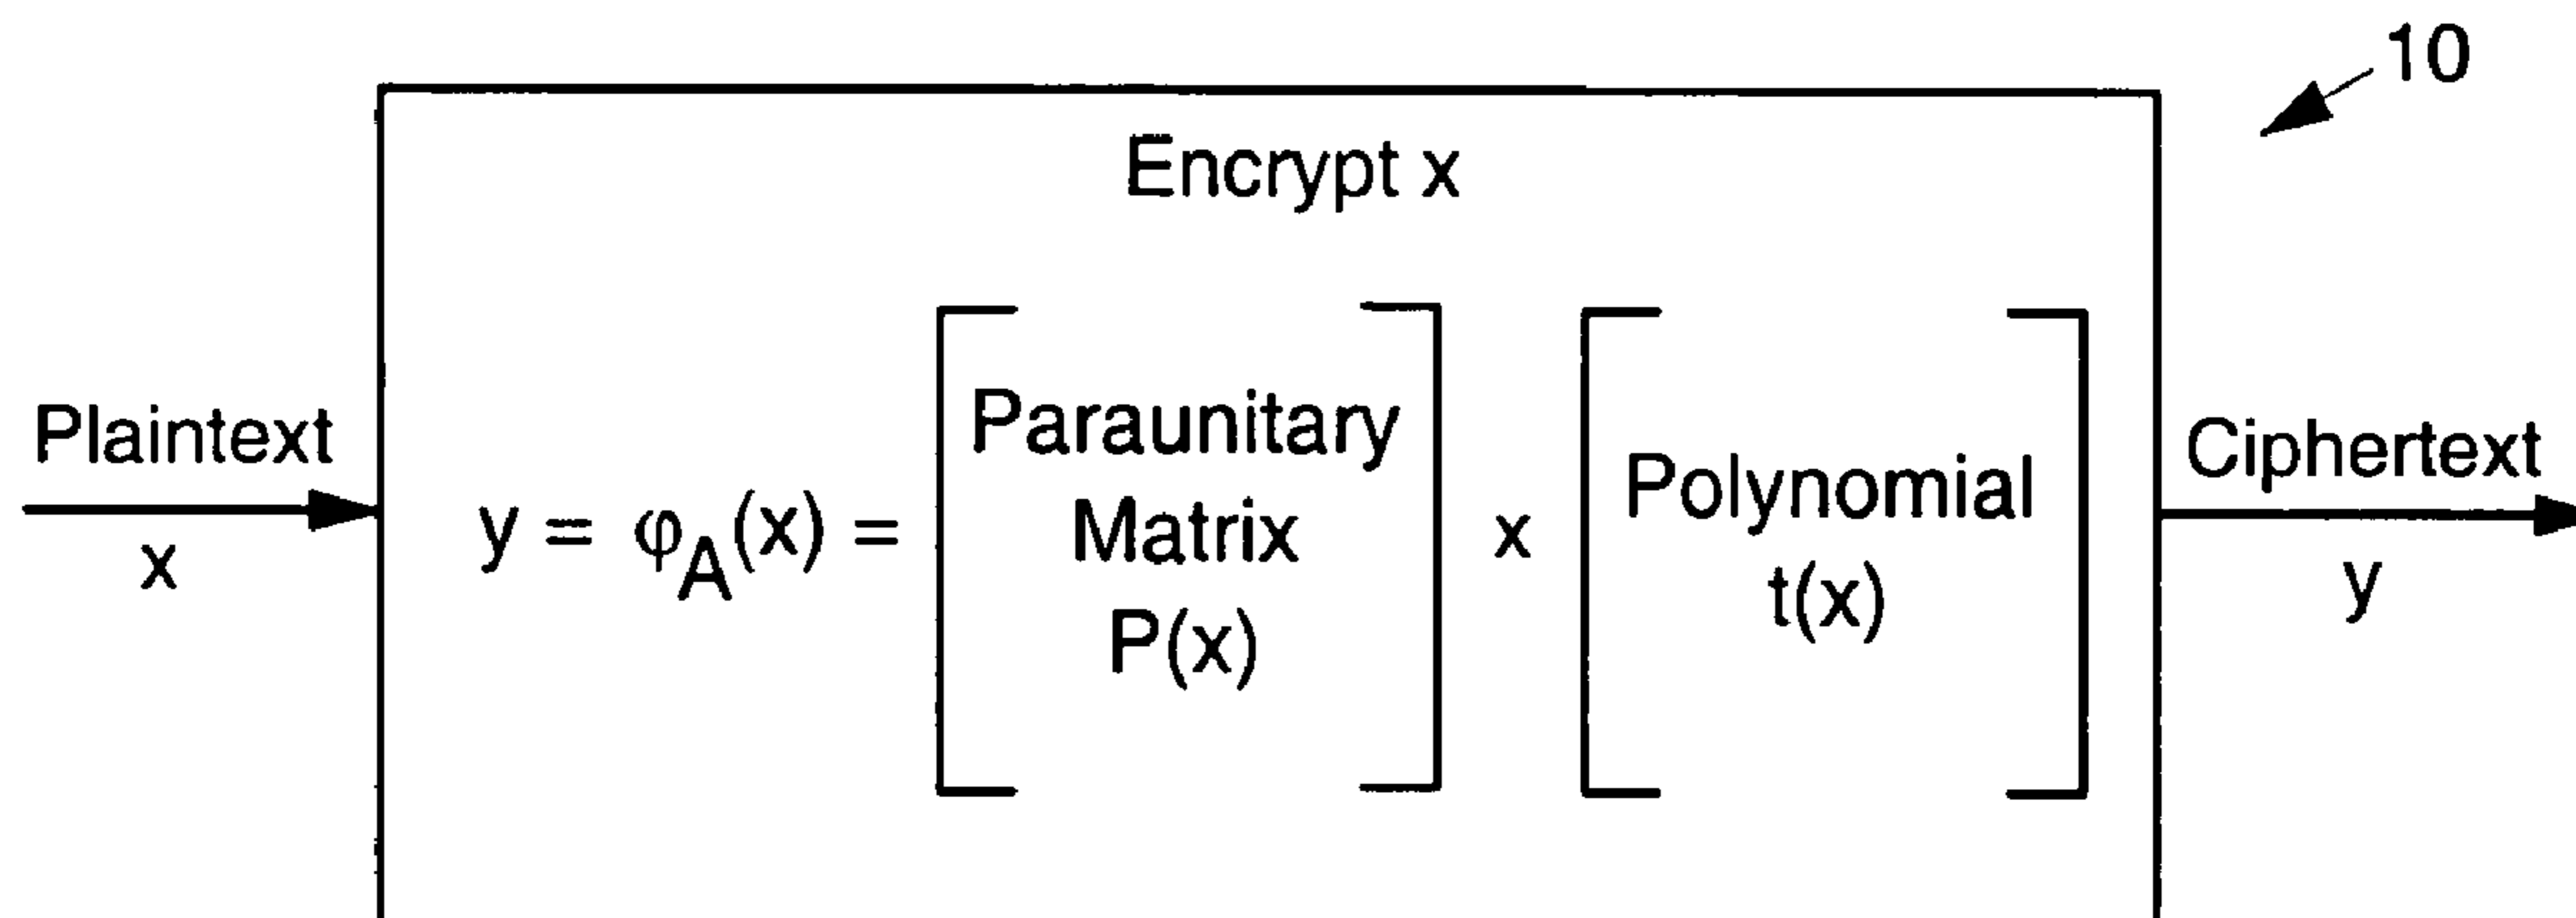 10
Encrypt x
Plaintext
x
y = φA(x) =
Paraunitary
Matrix
P(x)
x
Polynomial
t(x)
Ciphertext
y